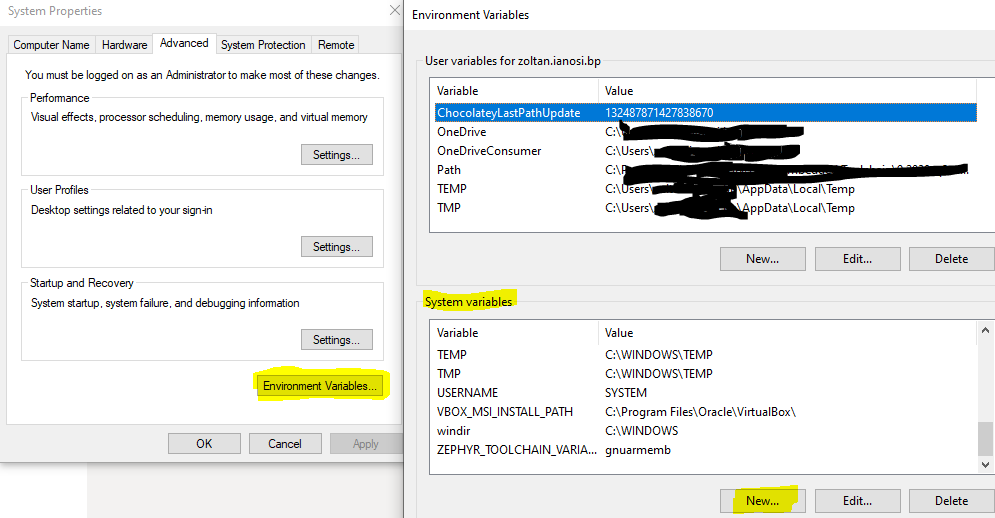 System Properties
Computer Name
Hardware
Advanced
System Protection
Remote
You must be logged on as an Administrator to make most of these changes.
Performance
Visual effects, processor scheduling, memory usage, and virtual memory
Settings...
User Profiles
Desktop settings related to your sign-in
Settings...
Startup and Recovery
System startup, system failure, and debugging information
Settings...
Environment Variables...
OK
Cancel
Apply
Environment Variables
User variables for zoltan.ianosi.bp
Variable Value
ChocolateyLastPathUpdate 132487871427838670
OneDrive C:\
OneDriveConsumer C:\Users\
Path C:\
TEMP C:\Users\ \AppData\Local\Temp
TMP C:\Users\ \AppData\Local\Temp
New... Edit... Delete
System variables
Variable Value
TEMP C:\WINDOWS\TEMP
TMP C:\WINDOWS\TEMP
USERNAME SYSTEM
VBOX_MSI_INSTALL_PATH C:\Program Files\Oracle\VirtualBox\
windir C:\WINDOWS
ZEPHYR_TOOLCHAIN_VARIA... gnuarmemb
New... Edit... Delete